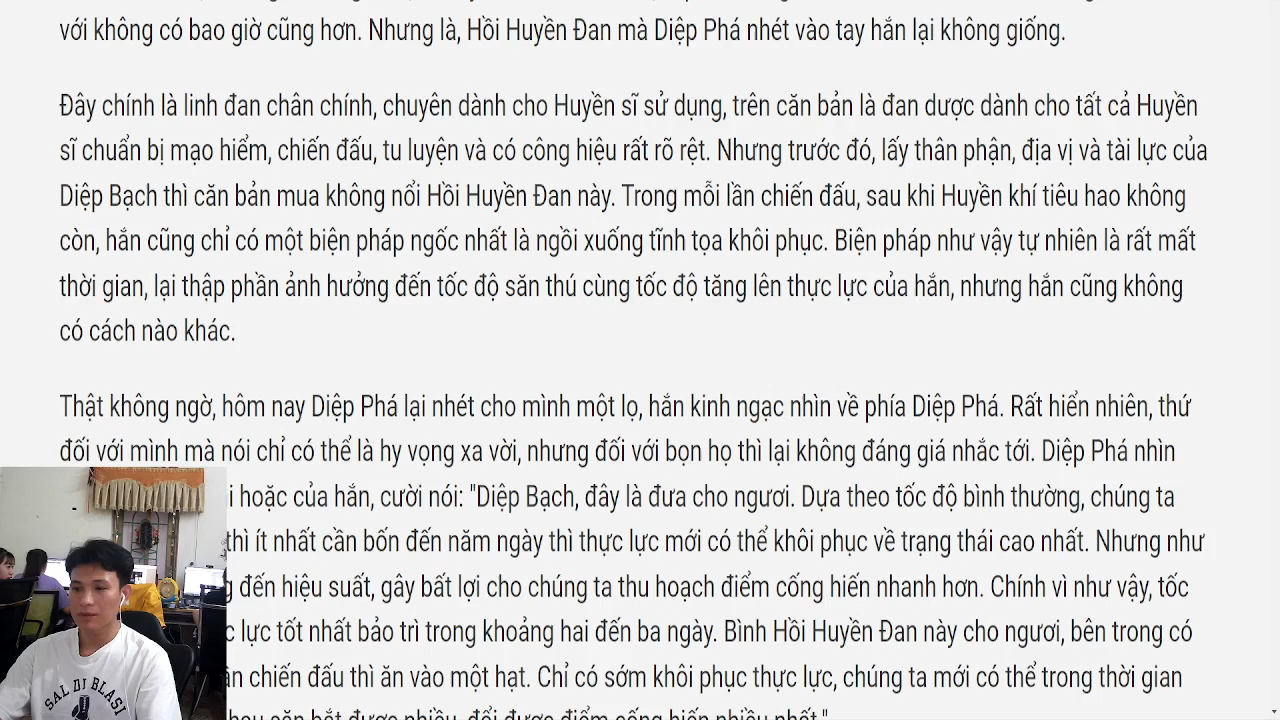 với không có bao giờ cũng hơn. Nhưng là, Hồi Huyền Đan mà Diệp Phá nhét vào tay hắn lại không giống.
Đây chính là linh đan chân chính, chuyên dành cho Huyền sĩ sử dụng, trên căn bản là đan dược dành cho tất cả Huyền
sĩ chuẩn bị mạo hiểm, chiến đấu, tu luyện và có công hiệu rất rõ rệt. Nhưng trước đó, lấy thân phận, địa vị và tài lực của
Diệp Bạch thì căn bản mua không nổi Hồi Huyền Đan này. Trong mỗi lần chiến đấu, sau khi Huyền khí tiêu hao không
còn, hắn cũng chỉ có một biện pháp ngốc nhất là ngồi xuống tĩnh tọa khôi phục. Biện pháp như vậy tự nhiên là rất mất
thời gian, lại thập phần ảnh hưởng đến tốc độ săn thú cùng tốc độ tăng lên thực lực của hắn, nhưng hắn cũng không
có cách nào khác.
Thật không ngờ, hôm nay Diệp Phá lại nhét cho mình một lọ, hắn kinh ngạc nhìn về phía Diệp Phá. Rất hiển nhiên, thứ
đối với mình mà nói chỉ có thể là hy vọng xa vời, nhưng đối với bọn họ thì lại không đáng giá nhắc tới. Diệp Phá nhìn
hoặc của hắn, cười nói: "Diệp Bạch, đây là đưa cho ngươi. Dựa theo tốc độ bình thường, chúng ta
thì ít nhất cần bốn đến năm ngày thì thực lực mới có thể khôi phục về trạng thái cao nhất. Nhưng như
đến hiệu suất, gây bất lợi cho chúng ta thu hoạch điểm cống hiến nhanh hơn. Chính vì như vậy, tốc
lực tốt nhất bảo trì trong khoảng hai đến ba ngày. Bình Hồi Huyền Đan này cho ngươi, bên trong có
chiến đấu thì ăn vào một hạt. Chỉ có sớm khôi phục thực lực, chúng ta mới có thể trong thời gian
săn bắt được nhiều, đổi được điểm cống hiến nhiều nhất."
SAL DI BLASI